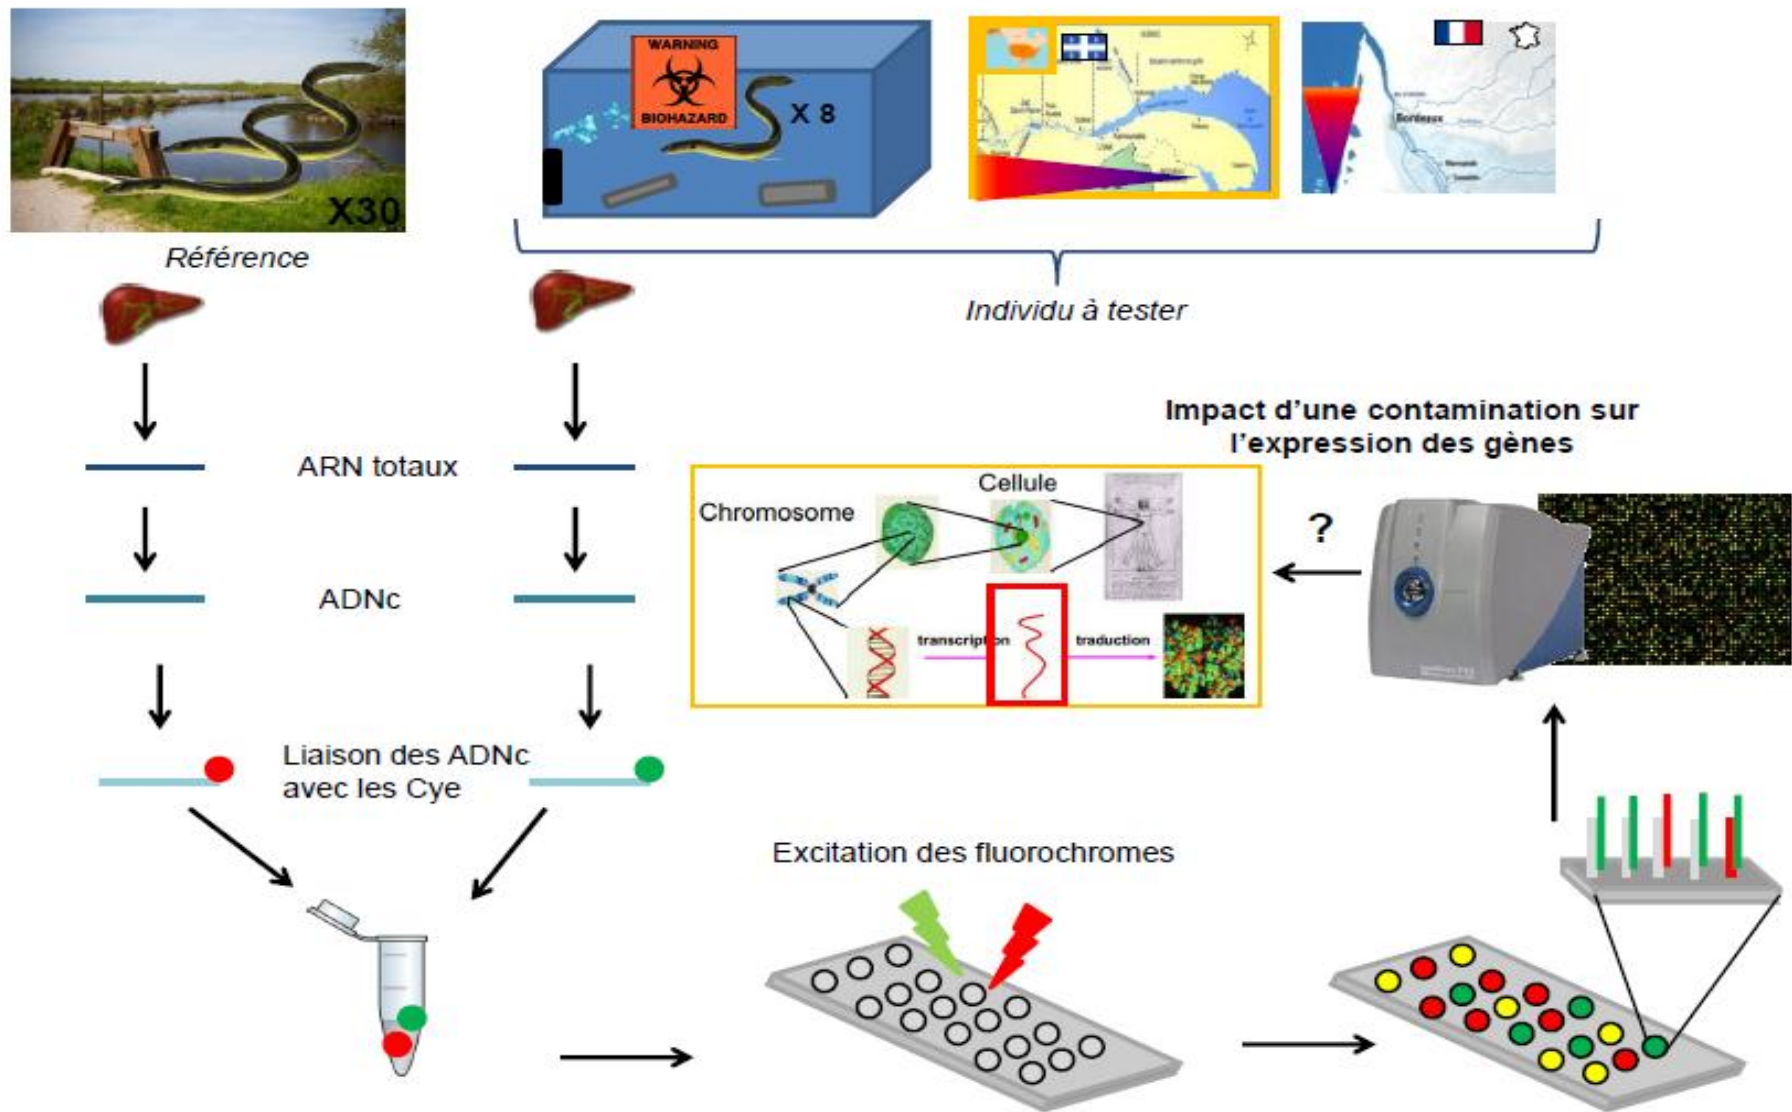 WARNING
BIOHAZARD
X 8
X30
Bordeaux
Référence
Individu à tester
Impact d'une contamination sur
l'expression des gènes
ARN totaux
Cellule
Chromosome
?
ADNc
transcription
traduction
Liaison des ADNc
avec les Cye
Excitation des fluorochromes